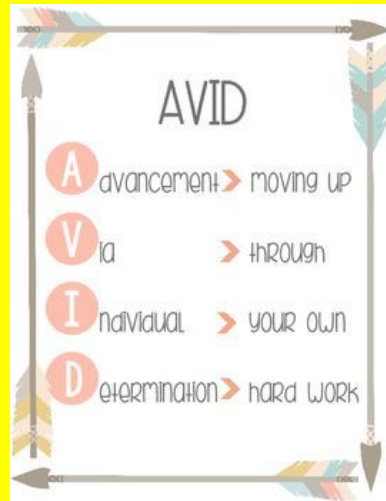 AVID
Advancement > moving up
Via > through
Individual > your own
Determination > hard work